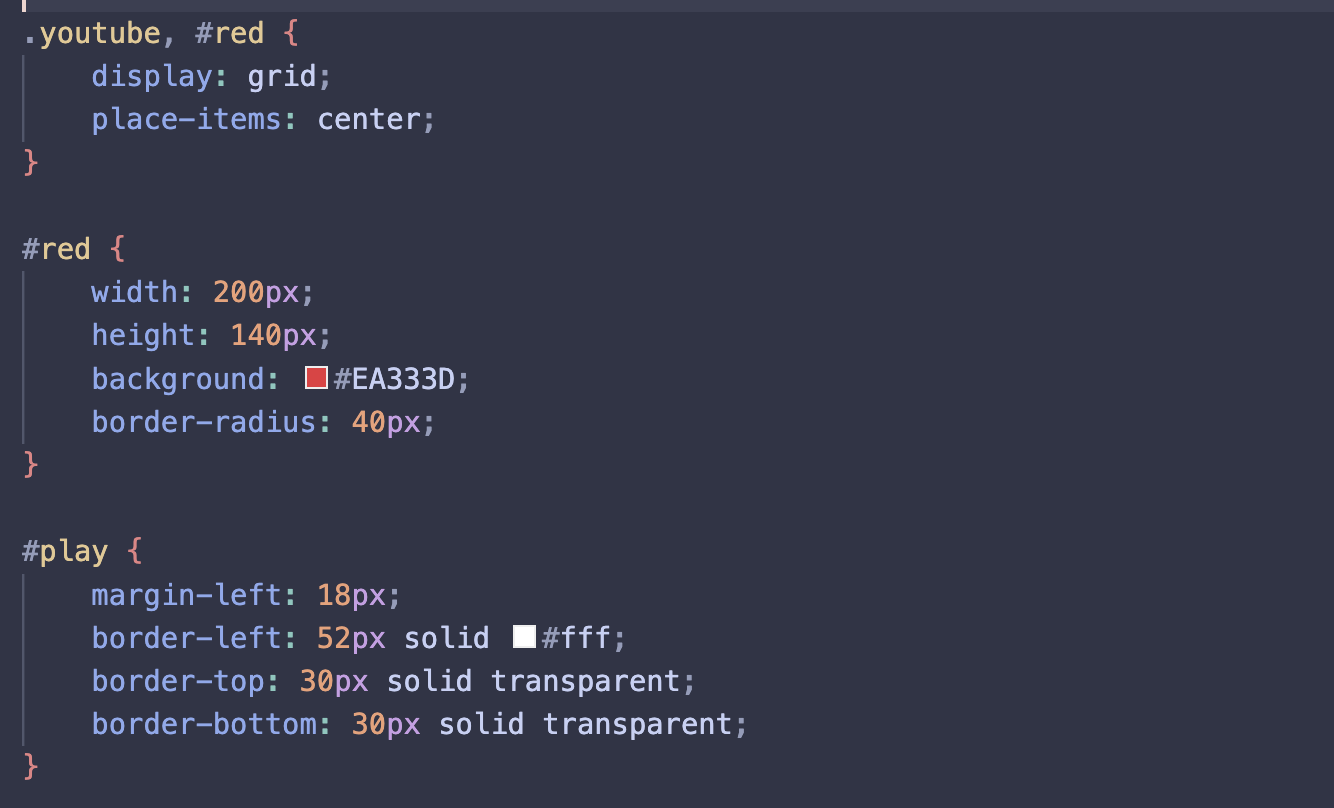 .youtube, #red {
    display: grid;
    place-items: center;
}

#red {
    width: 200px;
    height: 140px;
    background: #EA333D;
    border-radius: 40px;
}

#play {
    margin-left: 18px;
    border-left: 52px solid #fff;
    border-top: 30px solid transparent;
    border-bottom: 30px solid transparent;
}